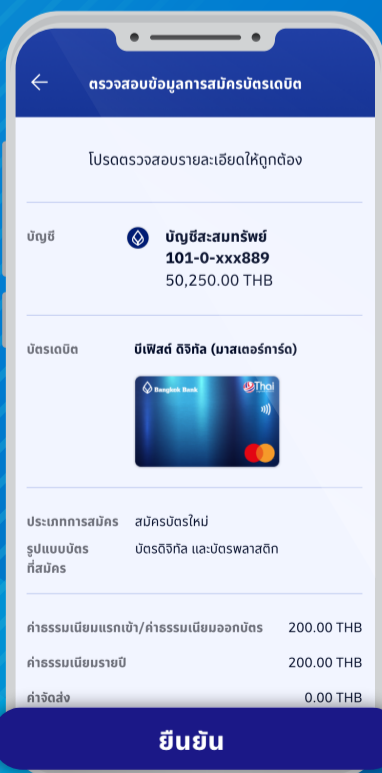 ตรวจสอบข้อมูลการสมัครบัตรเดบิต
โปรดตรวจสอบรายละเอียดให้ถูกต้อง
บัญชี
บัญชีสะสมทรัพย์
101-0-xxx889
50,250.00 THB
บัตรเดบิต
บีเฟิสต์ ดิจิทัล (มาสเตอร์การ์ด)
Bangkok Bank
Thai
ประเภทการสมัคร สมัครบัตรใหม่
รูปแบบบัตร บัตรดิจิทัล และบัตรพลาสติก
ที่สมัคร
ค่าธรรมเนียมแรกเข้า/ค่าธรรมเนียมออกบัตร 200.00 THB
ค่าธรรมเนียมรายปี 200.00 THB
ค่าจัดส่ง 0.00 THB
ยืนยัน